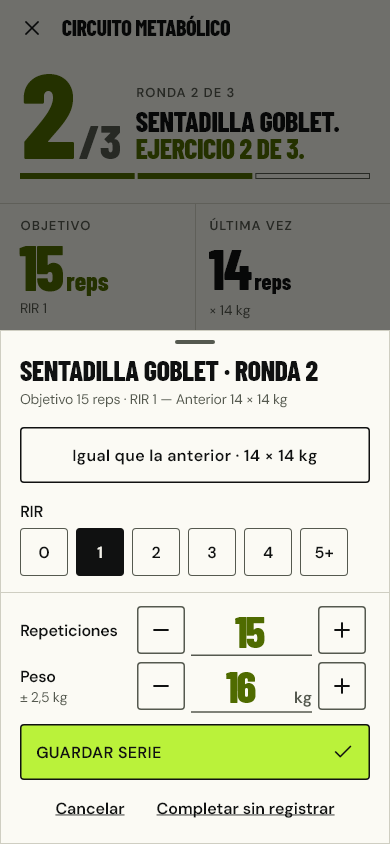 CIRCUITO METABÓLICO
2/3
RONDA 2 DE 3
SENTADILLA GOBLET.
EJERCICIO 2 DE 3.
OBJETIVO
15 reps
RIR 1
ÚLTIMA VEZ
14 reps
× 14 kg
SENTADILLA GOBLET · RONDA 2
Objetivo 15 reps · RIR 1 — Anterior 14 × 14 kg
Igual que la anterior · 14 × 14 kg
RIR
0 1 2 3 4 5+
Repeticiones
15
Peso
± 2,5 kg
16 kg
GUARDAR SERIE
Cancelar Completar sin registrar